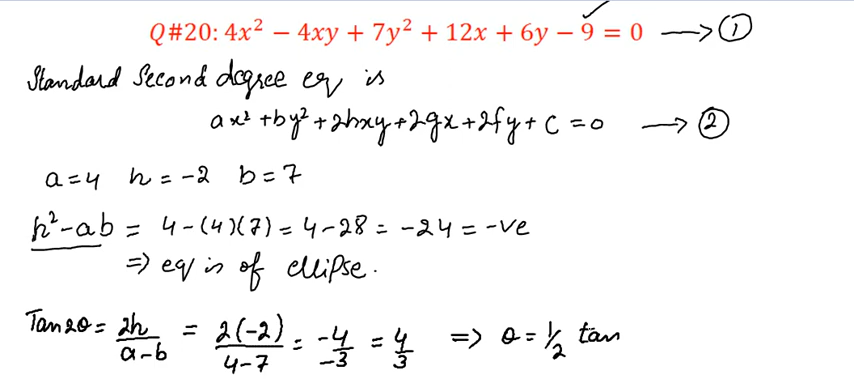 Q#20: 4x² − 4xy + 7y² + 12x + 6y − 9 = 0 → ①
Standard Second degree eq is
ax² + by² + 2hxy + 2gx + 2fy + c = 0 → ②
a = 4 h = −2 b = 7
h² − ab = 4 − (4)(7) = 4 − 28 = −24 = −ve
⇒ eq is of ellipse.
Tan2θ = 2h/a−b = 2(−2)/4−7 = −4/−3 = 4/3 ⇒ θ = 1/2 tan